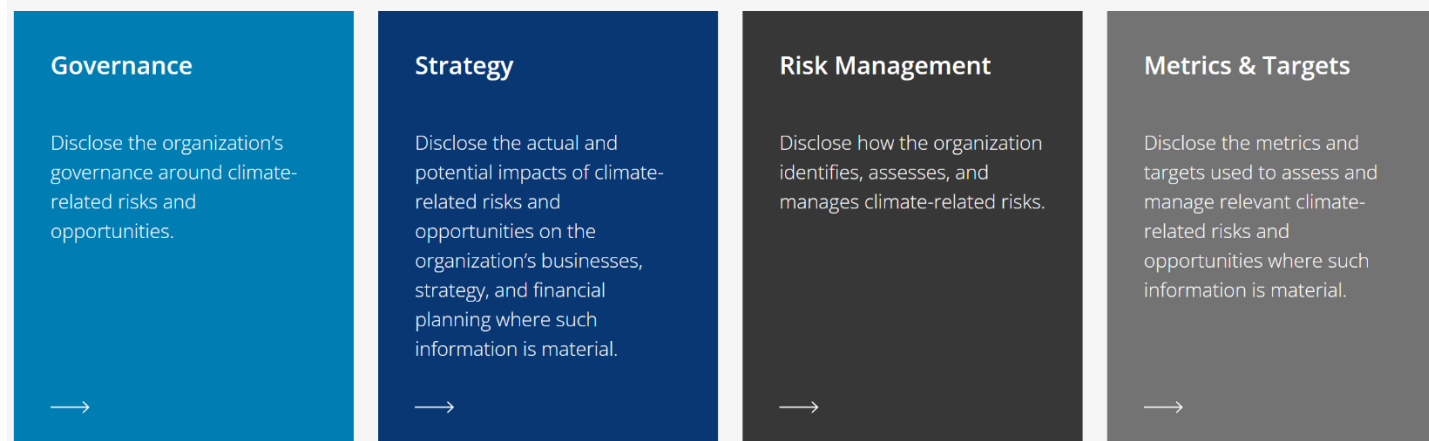 Governance
Disclose the organization’s
governance around climate-
related risks and
opportunities.
Strategy
Disclose the actual and
potential impacts of climate-
related risks and
opportunities on the
organization’s businesses,
strategy, and financial
planning where such
information is material.
Risk Management
Disclose how the organization
identifies, assesses, and
manages climate-related risks.
Metrics & Targets
Disclose the metrics and
targets used to assess and
manage relevant climate-
related risks and
opportunities where such
information is material.